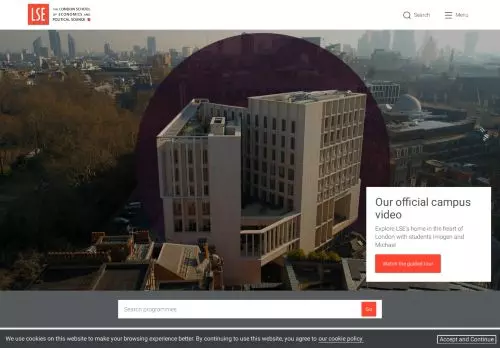 LSE
THE LONDON SCHOOL
OF ECONOMICS AND
POLITICAL SCIENCE
Search
Menu
Our official campus
video
Explore LSE's home in the heart of
London with students Imogen and
Michael
Watch the guided tour
Search programmes
Go
We use cookies on this website to make your browsing experience better. By continuing to use this website, you agree to our cookie policy.
Accept and Continue